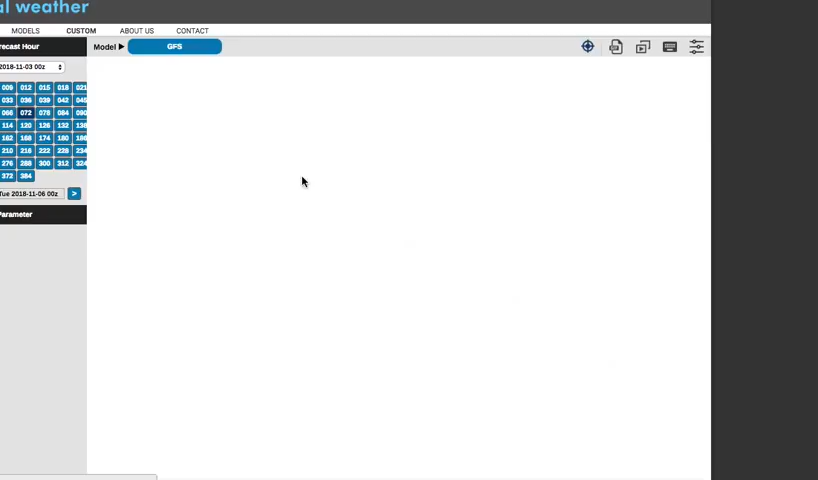 al weather
MODELS CUSTOM ABOUT US CONTACT
recast Hour Model GFS
2018-11-03 00z
009 012 015 018 021
033 036 039 042 045
066 072 078 084 090
114 120 126 132 138
162 168 174 180 186
210 216 222 228 234
276 288 300 312 324
372 384
Tue 2018-11-06 00z >
Parameter